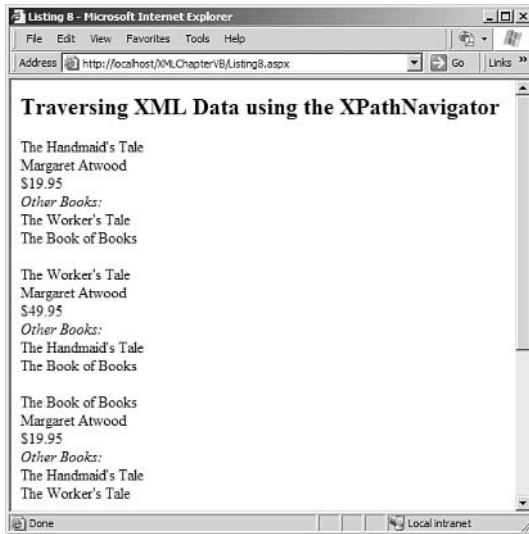 Listing 8 - Microsoft Internet Explorer
File Edit View Favorites Tools Help
Address http://localhost/XMLChapterVB/Listing8.aspx Go Links »
Traversing XML Data using the XPathNavigator
The Handmaid's Tale
Margaret Atwood
$19.95
Other Books:
The Worker's Tale
The Book of Books
The Worker's Tale
Margaret Atwood
$49.95
Other Books:
The Handmaid's Tale
The Book of Books
The Book of Books
Margaret Atwood
$19.95
Other Books:
The Handmaid's Tale
The Worker's Tale
Done Local intranet